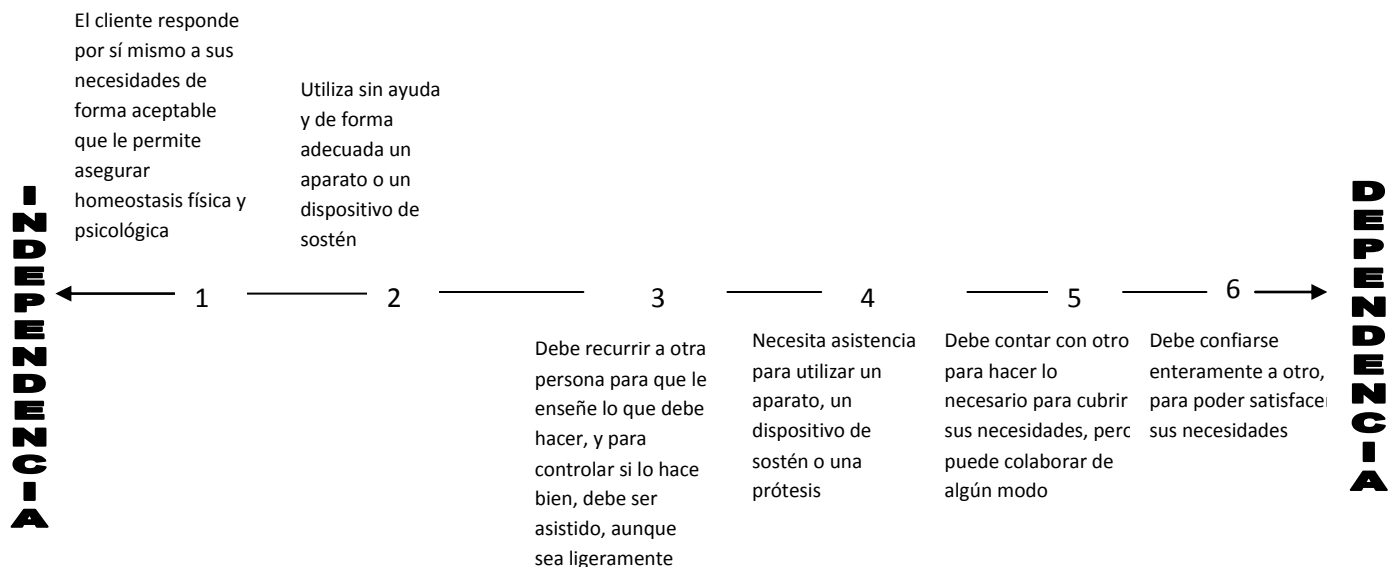 El cliente responde
por sí mismo a sus
necesidades de
forma aceptable
que le permite
asegurar
homeostasis física y
psicológica
Utiliza sin ayuda
y de forma
adecuada un
aparato o un
dispositivo de
sostén
INDEPENDENCIA
1
2
3
4
5
6
DEPENDENCIA
Debe recurrir a otra
persona para que le
enseñe lo que debe
hacer, y para
controlar si lo hace
bien, debe ser
asistido, aunque
sea ligeramente
Necesita asistencia
para utilizar un
aparato, un
dispositivo de
sostén o una
prótesis
Debe contar con otro
para hacer lo
necesario para cubrir
sus necesidades, pero
puede colaborar de
algún modo
Debe confiarse
enteramente a otro,
para poder satisfacer
sus necesidades